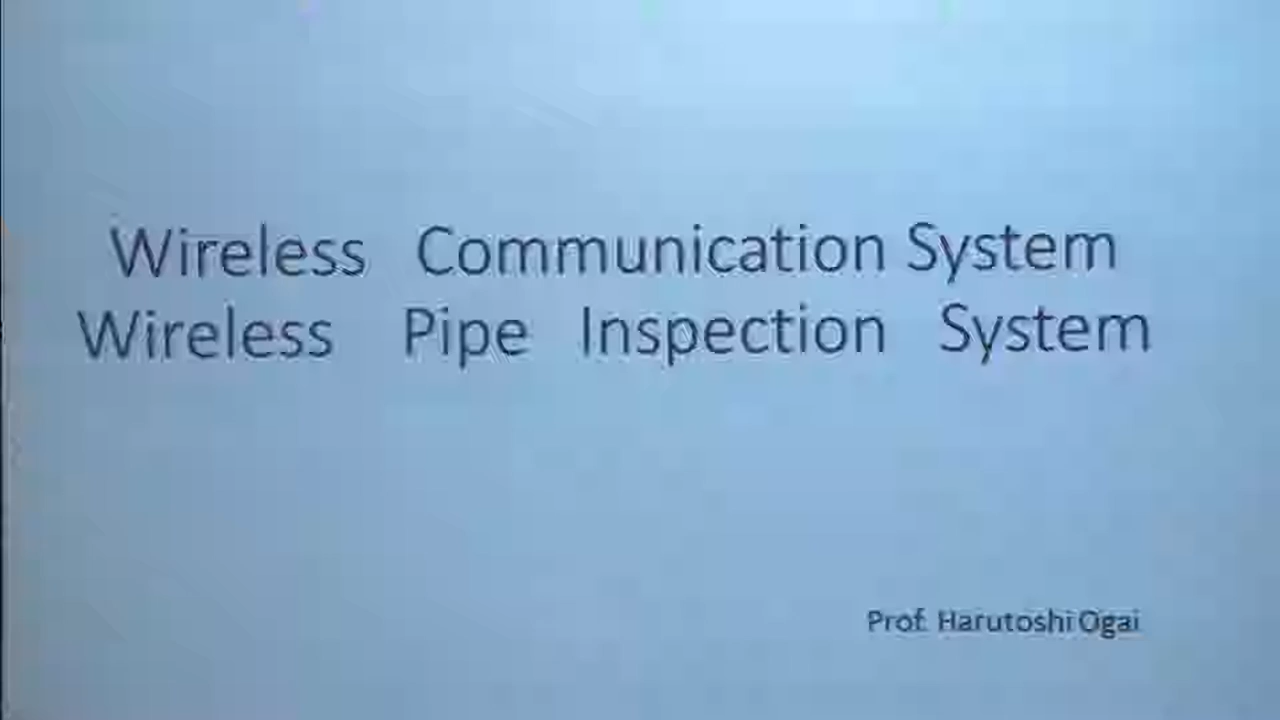 Wireless Communication System
Wireless Pipe Inspection System
Prof. Harutoshi Ogai